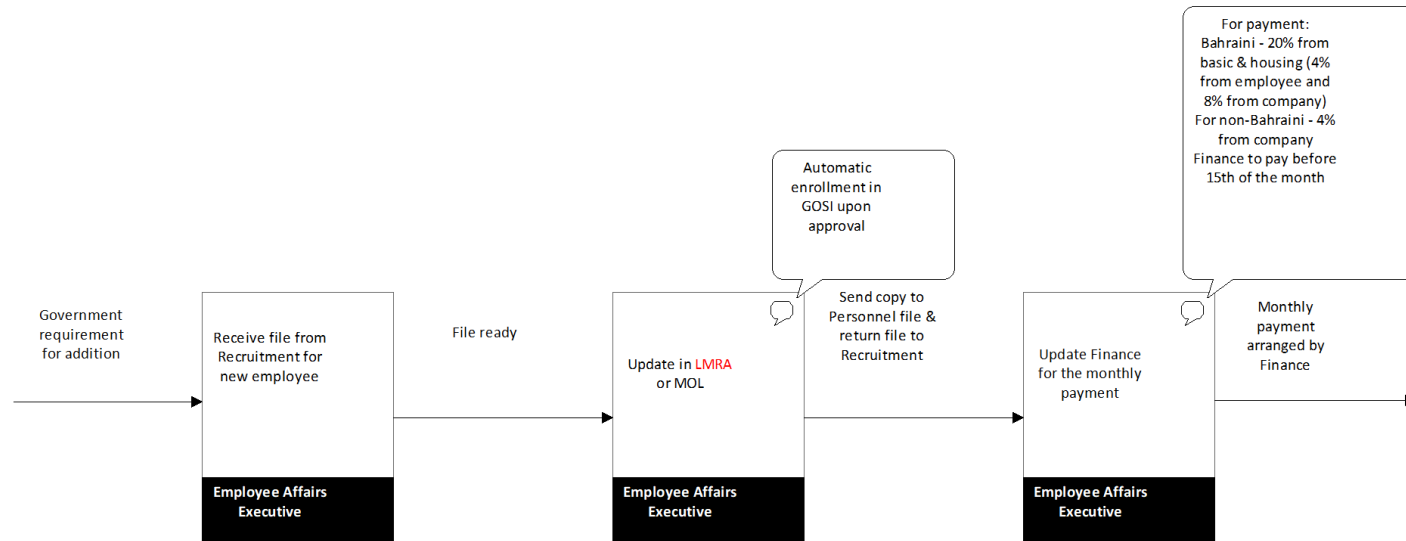 For payment:
Bahraini - 20% from
basic & housing (4%
from employee and
8% from company)
For non-Bahraini - 4%
from company
Finance to pay before
15th of the month
Automatic
enrollment in
GOSI upon
approval
Government
requirement
for addition
Receive file from
Recruitment for
new employee
Employee Affairs
Executive
File ready
Update in LMRA
or MOL
Employee Affairs
Executive
Send copy to
Personnel file &
return file to
Recruitment
Update Finance
for the monthly
payment
Employee Affairs
Executive
Monthly
payment
arranged by
Finance